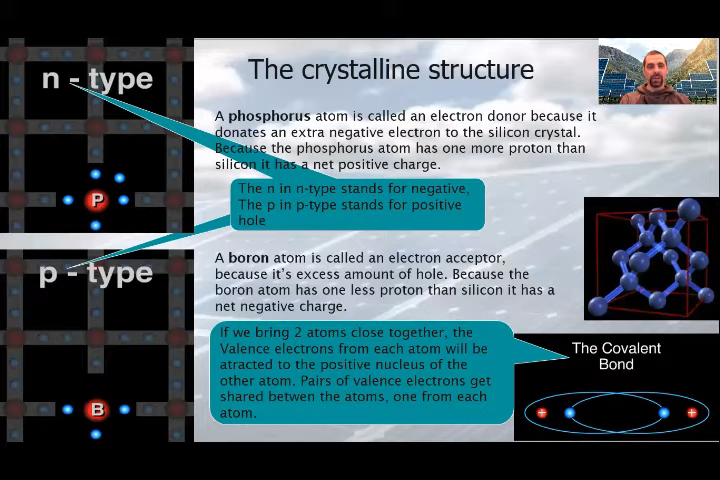 The crystalline structure
n - type
A phosphorus atom is called an electron donor because it
donates an extra negative electron to the silicon crystal.
Because the phosphorus atom has one more proton than
silicon it has a net positive charge.
P
The n in n-type stands for negative,
The p in p-type stands for positive
hole
p - type
A boron atom is called an electron acceptor,
because it's excess amount of hole. Because the
boron atom has one less proton than silicon it has a
net negative charge.
B
If we bring 2 atoms close together, the
Valence electrons from each atom will be
atracted to the positive nucleus of the
other atom. Pairs of valence electrons get
shared betwen the atoms, one from each
atom.
The Covalent
Bond
+ +